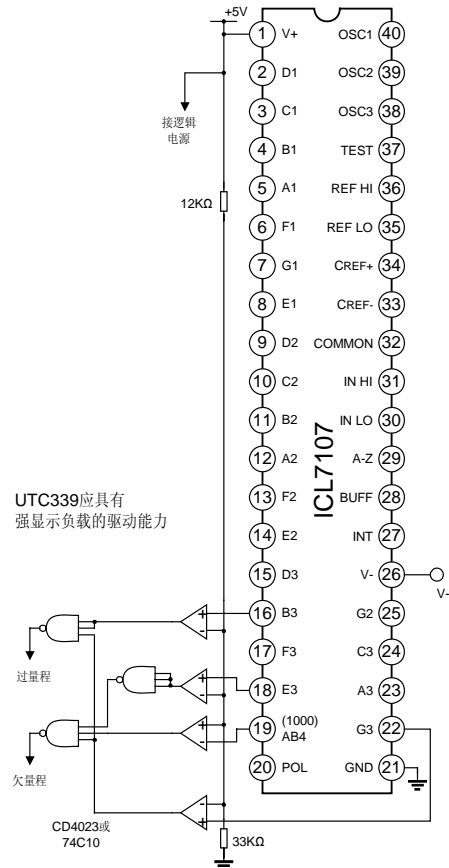 +5V
接逻辑
电源
12KΩ
UTC339应具有
强显示负载的驱动能力
过量程
欠量程
CD4023或
74C10
33KΩ
ICL7107
1 V+
2 D1
3 C1
4 B1
5 A1
6 F1
7 G1
8 E1
9 D2
10 C2
11 B2
12 A2
13 F2
14 E2
15 D3
16 B3
17 F3
18 E3
19 (1000)
AB4
20 POL
OSC1 40
OSC2 39
OSC3 38
TEST 37
REF HI 36
REF LO 35
CREF+ 34
CREF- 33
COMMON 32
IN HI 31
IN LO 30
A-Z 29
BUFF 28
INT 27
V- 26
V-
G2 25
C3 24
A3 23
G3 22
GND 21
+
-
+
-
+
-
-
+